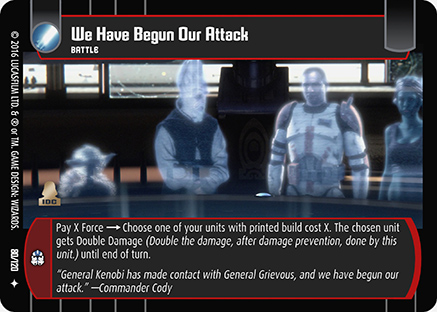 We Have Begun Our Attack
BATTLE
© 2016 LUCASFILM LTD. & ® or TM. GAME DESIGN: WIZARDS.
80/120
IDC
Pay X Force → Choose one of your units with printed build cost X. The chosen unit
gets Double Damage (Double the damage, after damage prevention, done by this
unit.) until end of turn.
"General Kenobi has made contact with General Grievous, and we have begun our
attack." —Commander Cody